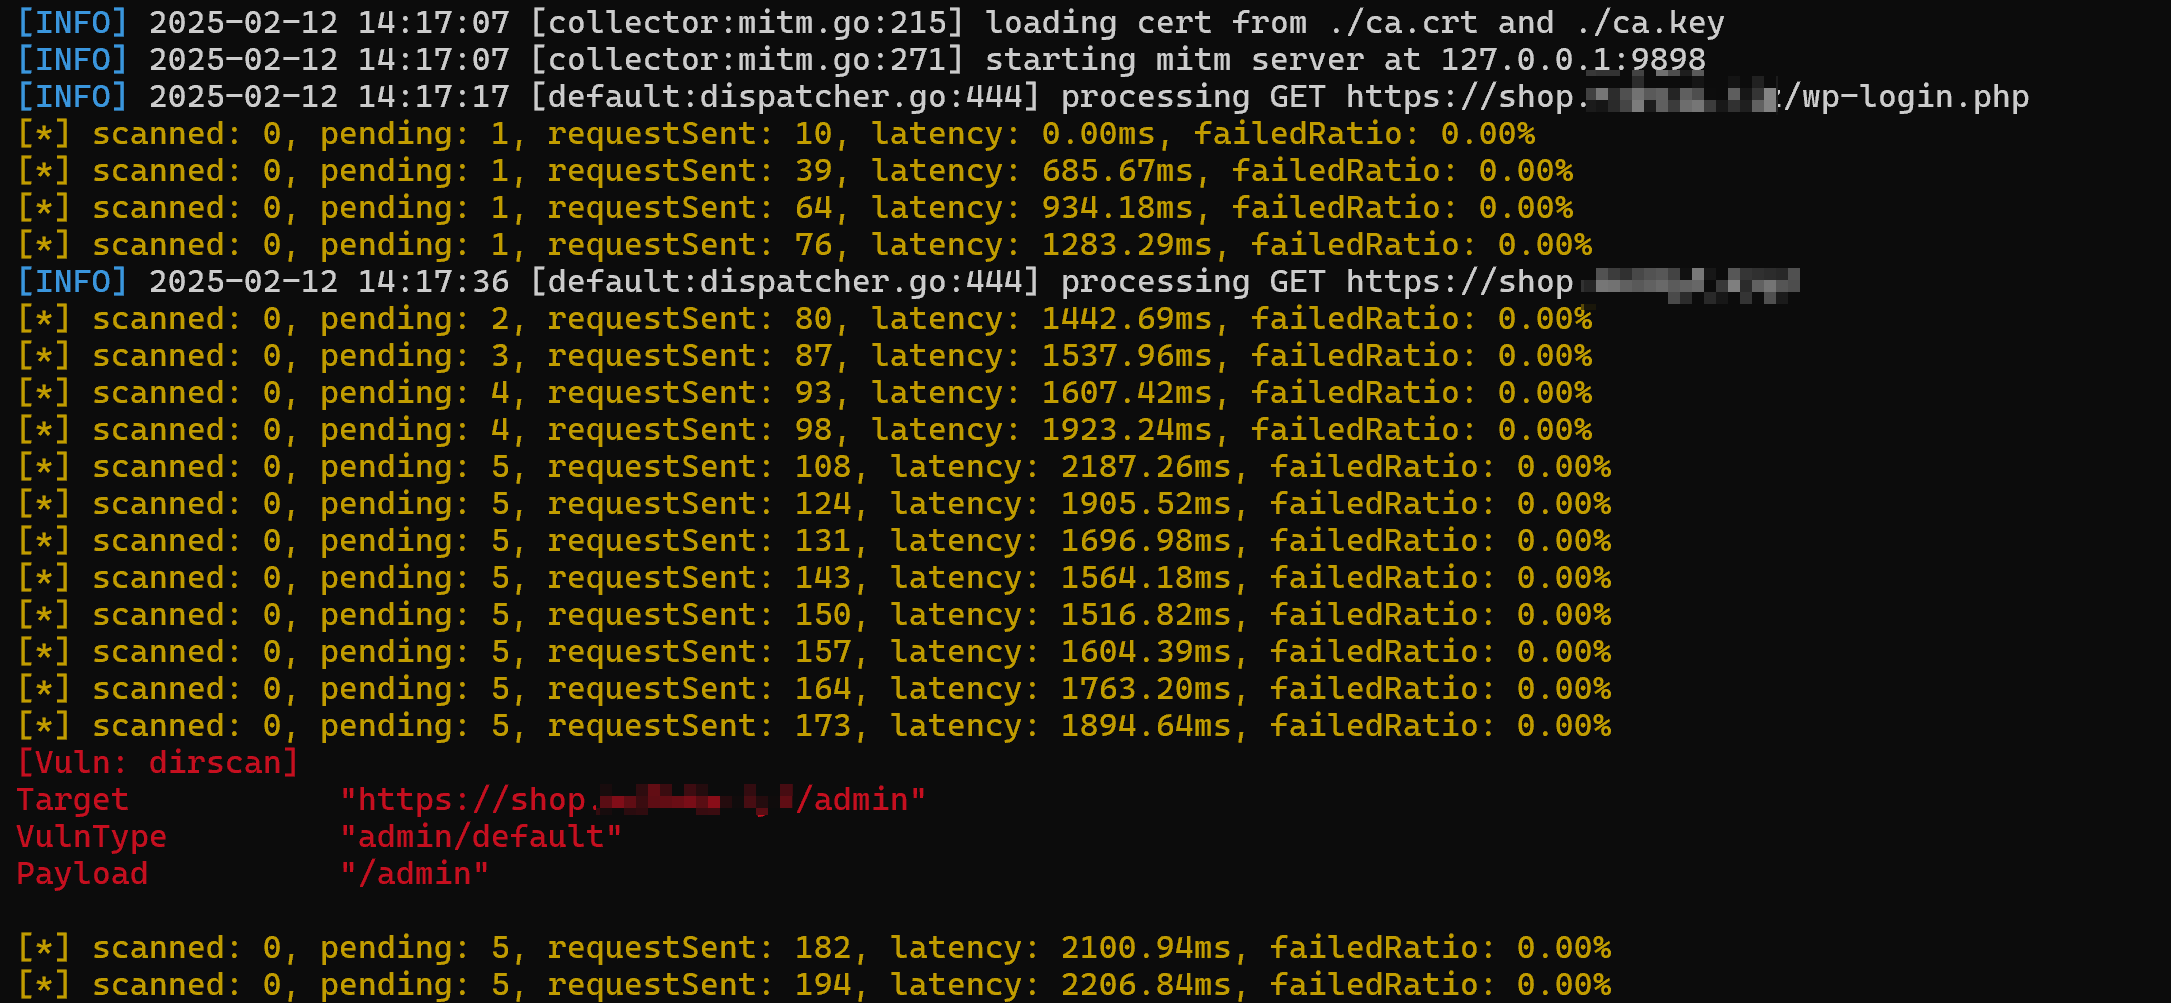 [INFO] 2025-02-12 14:17:07 [collector:mitm.go:215] loading cert from ./ca.crt and ./ca.key
[INFO] 2025-02-12 14:17:07 [collector:mitm.go:271] starting mitm server at 127.0.0.1:9898
[INFO] 2025-02-12 14:17:17 [default:dispatcher.go:444] processing GET https://shop. /wp-login.php
[*] scanned: 0, pending: 1, requestSent: 10, latency: 0.00ms, failedRatio: 0.00%
[*] scanned: 0, pending: 1, requestSent: 39, latency: 685.67ms, failedRatio: 0.00%
[*] scanned: 0, pending: 1, requestSent: 64, latency: 934.18ms, failedRatio: 0.00%
[*] scanned: 0, pending: 1, requestSent: 76, latency: 1283.29ms, failedRatio: 0.00%
[INFO] 2025-02-12 14:17:36 [default:dispatcher.go:444] processing GET https://shop
[*] scanned: 0, pending: 2, requestSent: 80, latency: 1442.69ms, failedRatio: 0.00%
[*] scanned: 0, pending: 3, requestSent: 87, latency: 1537.96ms, failedRatio: 0.00%
[*] scanned: 0, pending: 4, requestSent: 93, latency: 1607.42ms, failedRatio: 0.00%
[*] scanned: 0, pending: 4, requestSent: 98, latency: 1923.24ms, failedRatio: 0.00%
[*] scanned: 0, pending: 5, requestSent: 108, latency: 2187.26ms, failedRatio: 0.00%
[*] scanned: 0, pending: 5, requestSent: 124, latency: 1905.52ms, failedRatio: 0.00%
[*] scanned: 0, pending: 5, requestSent: 131, latency: 1696.98ms, failedRatio: 0.00%
[*] scanned: 0, pending: 5, requestSent: 143, latency: 1564.18ms, failedRatio: 0.00%
[*] scanned: 0, pending: 5, requestSent: 150, latency: 1516.82ms, failedRatio: 0.00%
[*] scanned: 0, pending: 5, requestSent: 157, latency: 1604.39ms, failedRatio: 0.00%
[*] scanned: 0, pending: 5, requestSent: 164, latency: 1763.20ms, failedRatio: 0.00%
[*] scanned: 0, pending: 5, requestSent: 173, latency: 1894.64ms, failedRatio: 0.00%
[Vuln: dirscan]
Target "https://shop. /admin"
VulnType "admin/default"
Payload "/admin"
[*] scanned: 0, pending: 5, requestSent: 182, latency: 2100.94ms, failedRatio: 0.00%
[*] scanned: 0, pending: 5, requestSent: 194, latency: 2206.84ms, failedRatio: 0.00%